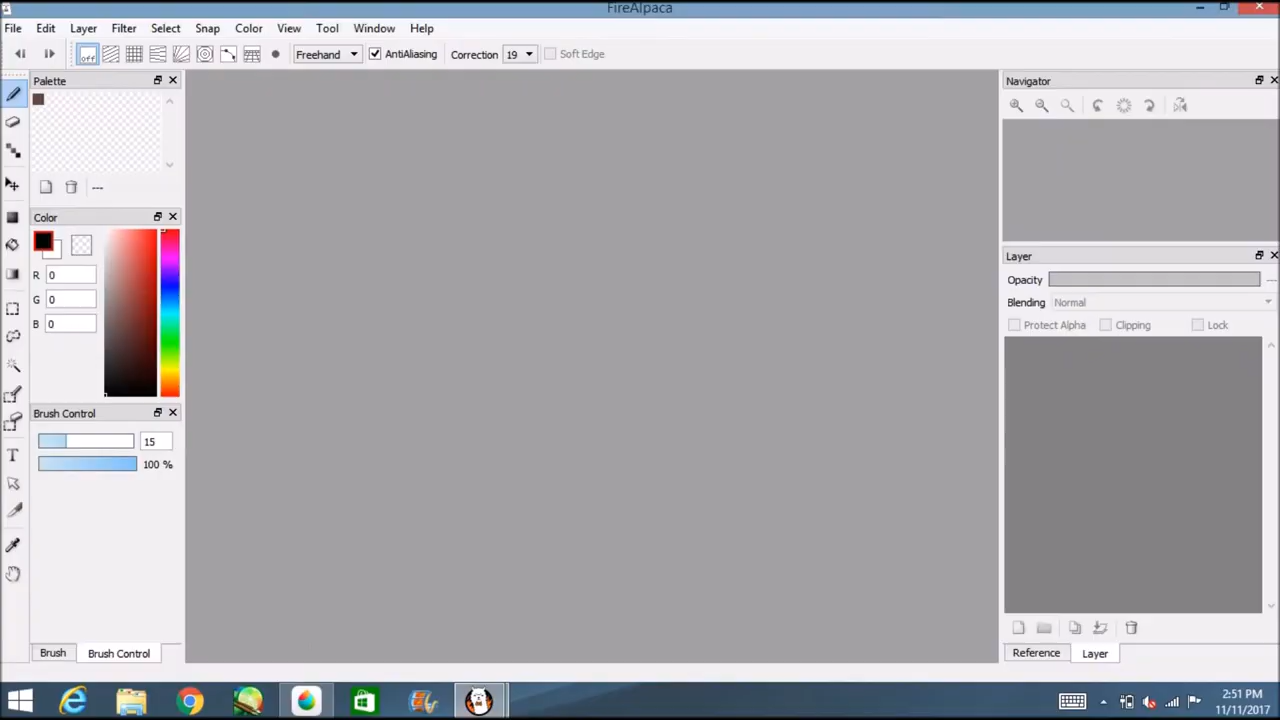 FireAlpaca
File Edit Layer Filter Select Snap Color View Tool Window Help
off Freehand AntiAliasing Correction 19 Soft Edge
Palette
---
Color
R 0
G 0
B 0
Brush Control
15
100 %
Brush Brush Control
Navigator
Layer
Opacity ---
Blending Normal
Protect Alpha Clipping Lock
Reference Layer
2:51 PM
11/11/2017